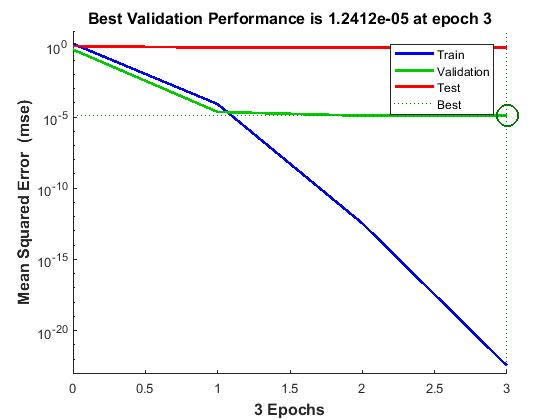 Best Validation Performance is 1.2412e-05 at epoch 3
Mean Squared Error (mse)
10^0
10^-5
10^-10
10^-15
10^-20
Train
Validation
Test
Best
0 0.5 1 1.5 2 2.5 3
3 Epochs